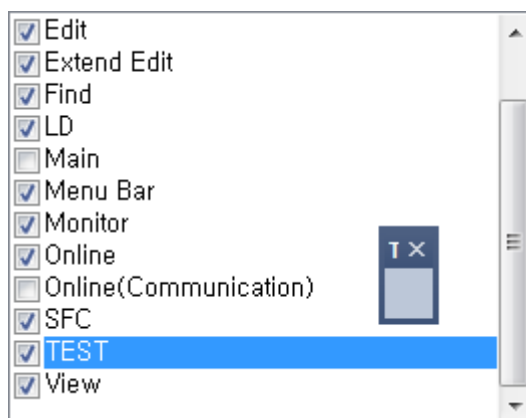 Edit
Extend Edit
Find
LD
Main
Menu Bar
Monitor
Online
T
Online(Communication)
SFC
TEST
View